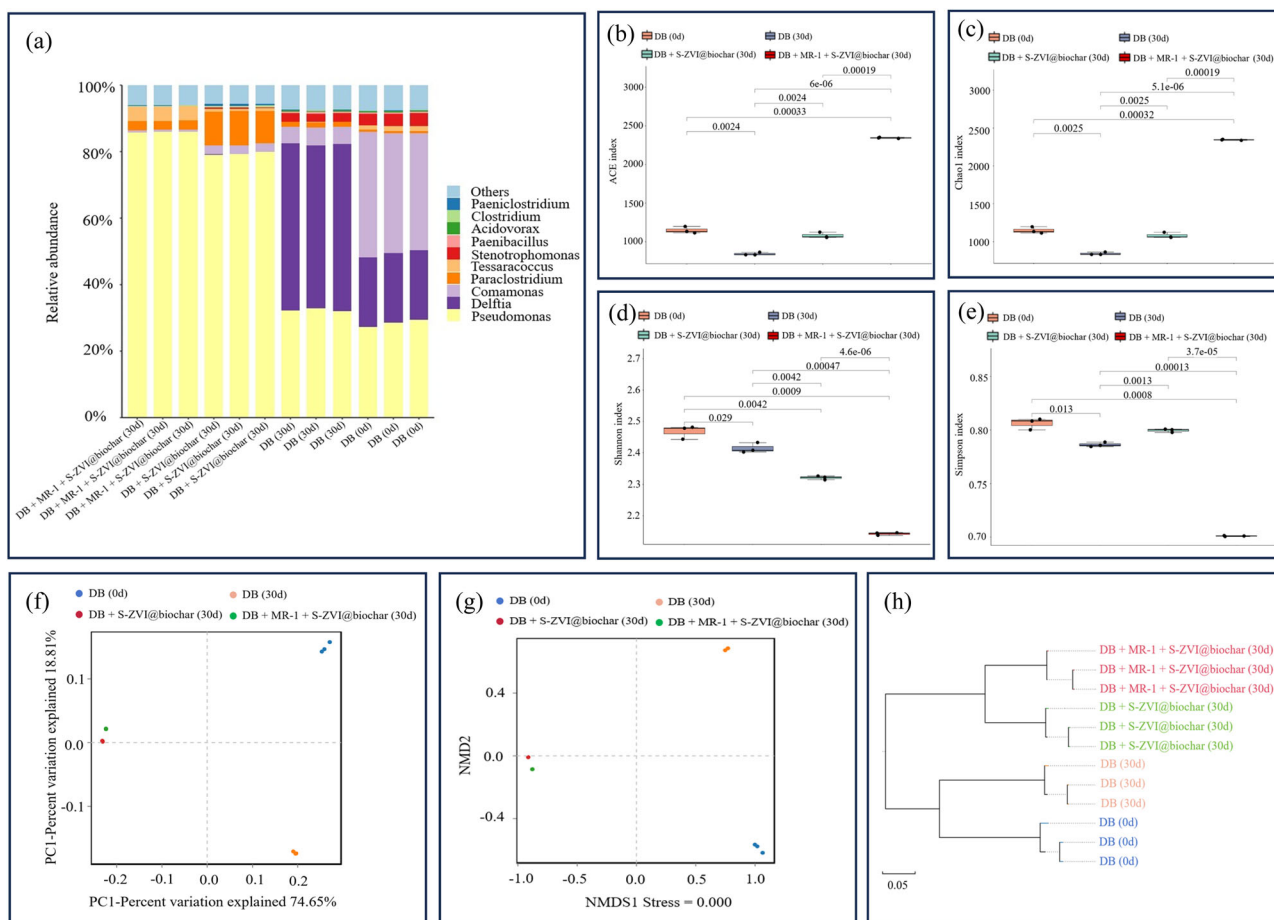 (a)
100%
80%
60%
40%
20%
0%
Relative abundance
Others
Paeniclostridium
Clostridium
Acidovorax
Paenibacillus
Stenotrophomonas
Tessaracoccus
Paraclostridium
Comamonas
Delftia
Pseudomonas
DB + MR-1 + S-ZVI@biochar (30d)
DB + MR-1 + S-ZVI@biochar (30d)
DB + MR-1 + S-ZVI@biochar (30d)
DB + S-ZVI@biochar (30d)
DB + S-ZVI@biochar (30d)
DB + S-ZVI@biochar (30d)
DB (30d)
DB (30d)
DB (30d)
DB (0d)
DB (0d)
DB (0d)
(b)
DB (0d) DB (30d)
DB + S-ZVI@biochar (30d) DB + MR-1 + S-ZVI@biochar (30d)
0.00019
6e-06
0.0024
0.00033
0.0024
3000
2500
2000
1500
1000
ACE index
(c)
DB (0d) DB (30d)
DB + S-ZVI@biochar (30d) DB + MR-1 + S-ZVI@biochar (30d)
0.00019
5.1e-06
0.0025
0.00032
0.0025
3000
2500
2000
1500
1000
Chao1 index
(d)
DB (0d) DB (30d)
DB + S-ZVI@biochar (30d) DB + MR-1 + S-ZVI@biochar (30d)
4.6e-06
0.00047
0.0042
0.0009
0.0042
0.029
2.7
2.6
2.5
2.4
2.3
2.2
Shannon index
(e)
DB (0d) DB (30d)
DB + S-ZVI@biochar (30d) DB + MR-1 + S-ZVI@biochar (30d)
3.7e-05
0.00013
0.0013
0.0008
0.013
0.85
0.80
0.75
0.70
Simpson index
(f)
DB (0d) DB (30d)
DB + S-ZVI@biochar (30d) DB + MR-1 + S-ZVI@biochar (30d)
PC1-Percent variation explained 18.81%
0.1
0.0
-0.1
-0.2 -0.1 0.0 0.1 0.2
PC1-Percent variation explained 74.65%
(g)
DB (0d) DB (30d)
DB + S-ZVI@biochar (30d) DB + MR-1 + S-ZVI@biochar (30d)
NMD2
0.4
0.0
-0.4
-1.0 -0.5 0.0 0.5 1.0
NMDS1 Stress = 0.000
(h)
DB + MR-1 + S-ZVI@biochar (30d)
DB + MR-1 + S-ZVI@biochar (30d)
DB + MR-1 + S-ZVI@biochar (30d)
DB + S-ZVI@biochar (30d)
DB + S-ZVI@biochar (30d)
DB + S-ZVI@biochar (30d)
DB (30d)
DB (30d)
DB (30d)
DB (0d)
DB (0d)
DB (0d)
0.05